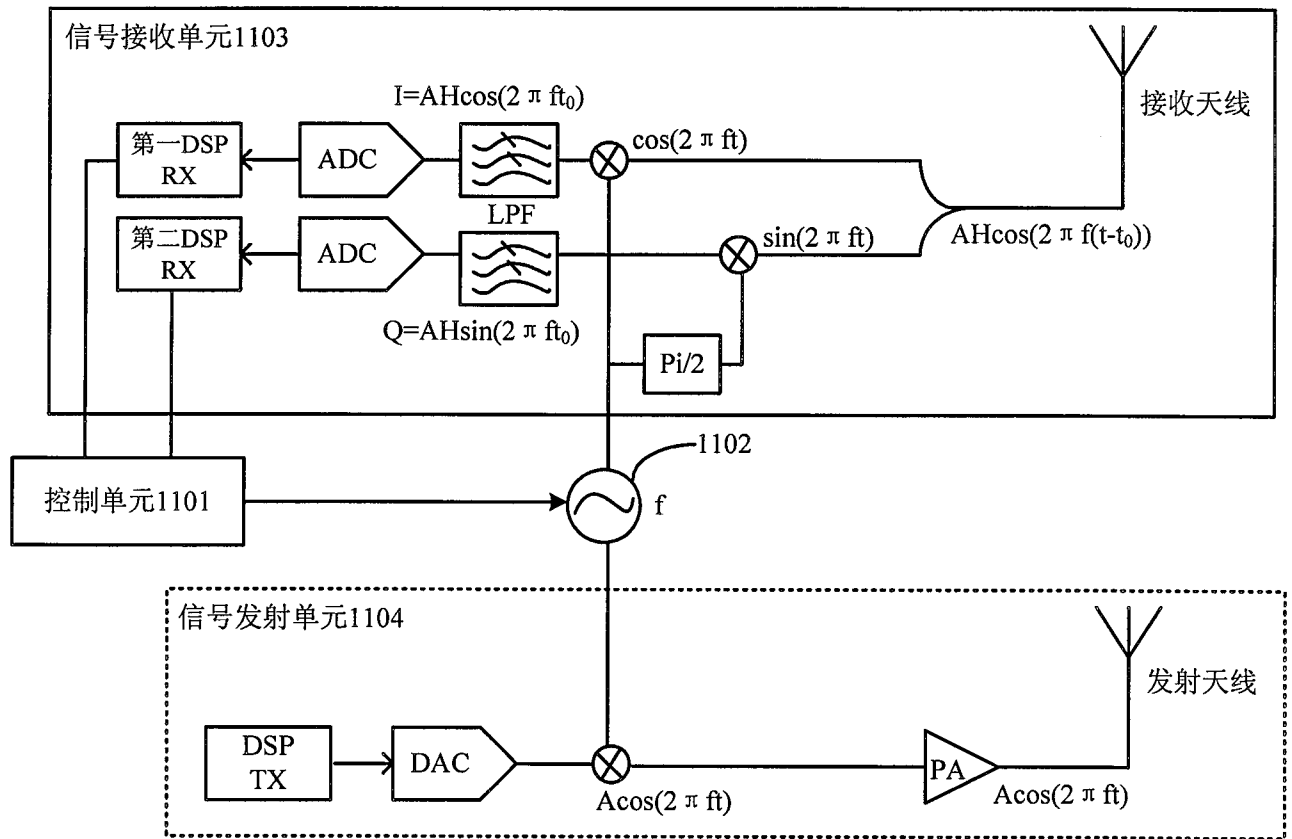 信号接收单元1103
接收天线
I=AHcos(2πft₀)
第一DSP
RX
ADC
cos(2πft)
LPF
第二DSP
RX
ADC
sin(2πft)
AHcos(2πf(t-t₀))
Q=AHsin(2πft₀)
Pi/2
1102
控制单元1101
f
信号发射单元1104
发射天线
DSP
TX
DAC
PA
Acos(2πft)
Acos(2πft)